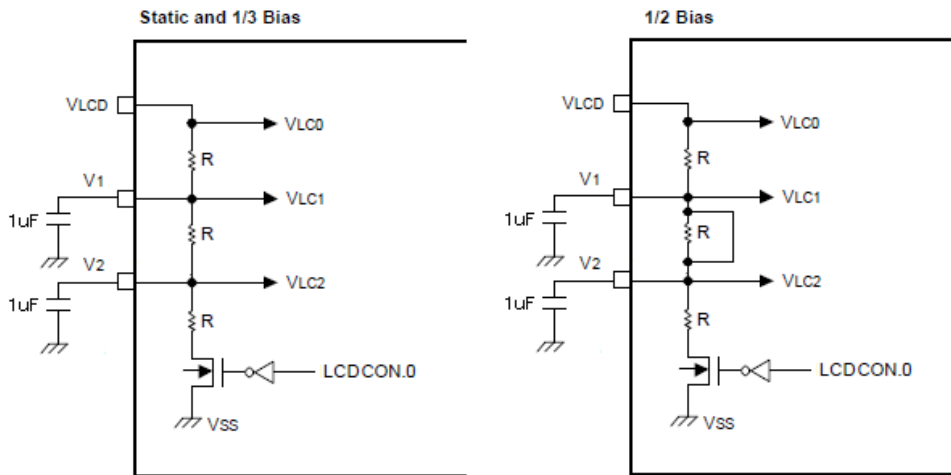 Static and 1/3 Bias
VLCD
VLC0
R
V1
VLC1
1uF
R
V2
VLC2
1uF
R
LCDCON.0
VSS
1/2 Bias
VLCD
VLC0
R
V1
VLC1
1uF
R
V2
VLC2
1uF
R
LCDCON.0
VSS